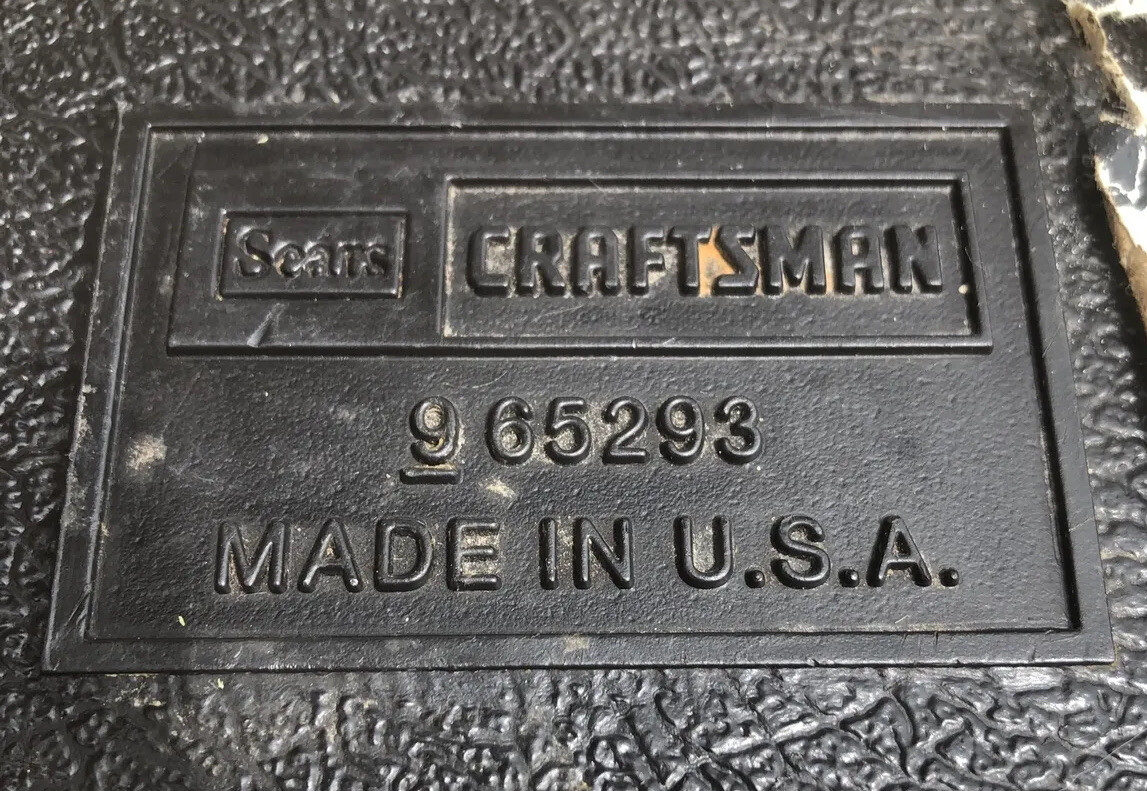 Sears CRAFTSMAN
9 65293
MADE IN U.S.A.